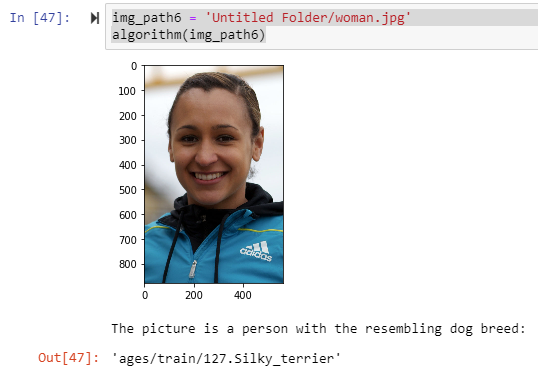 In [47]: img_path6 = 'Untitled Folder/woman.jpg'
algorithm(img_path6)
0
100
200
300
400
500
600
700
800
adidas
0 200 400
The picture is a person with the resembling dog breed:
Out[47]: 'ages/train/127.Silky_terrier'